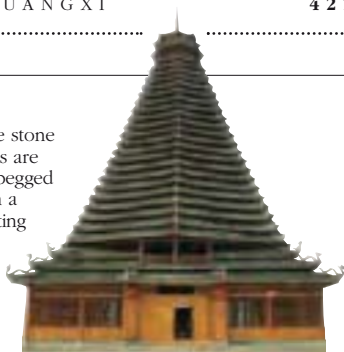 UANGXI 42
e stone
s are
pegged
a
ting